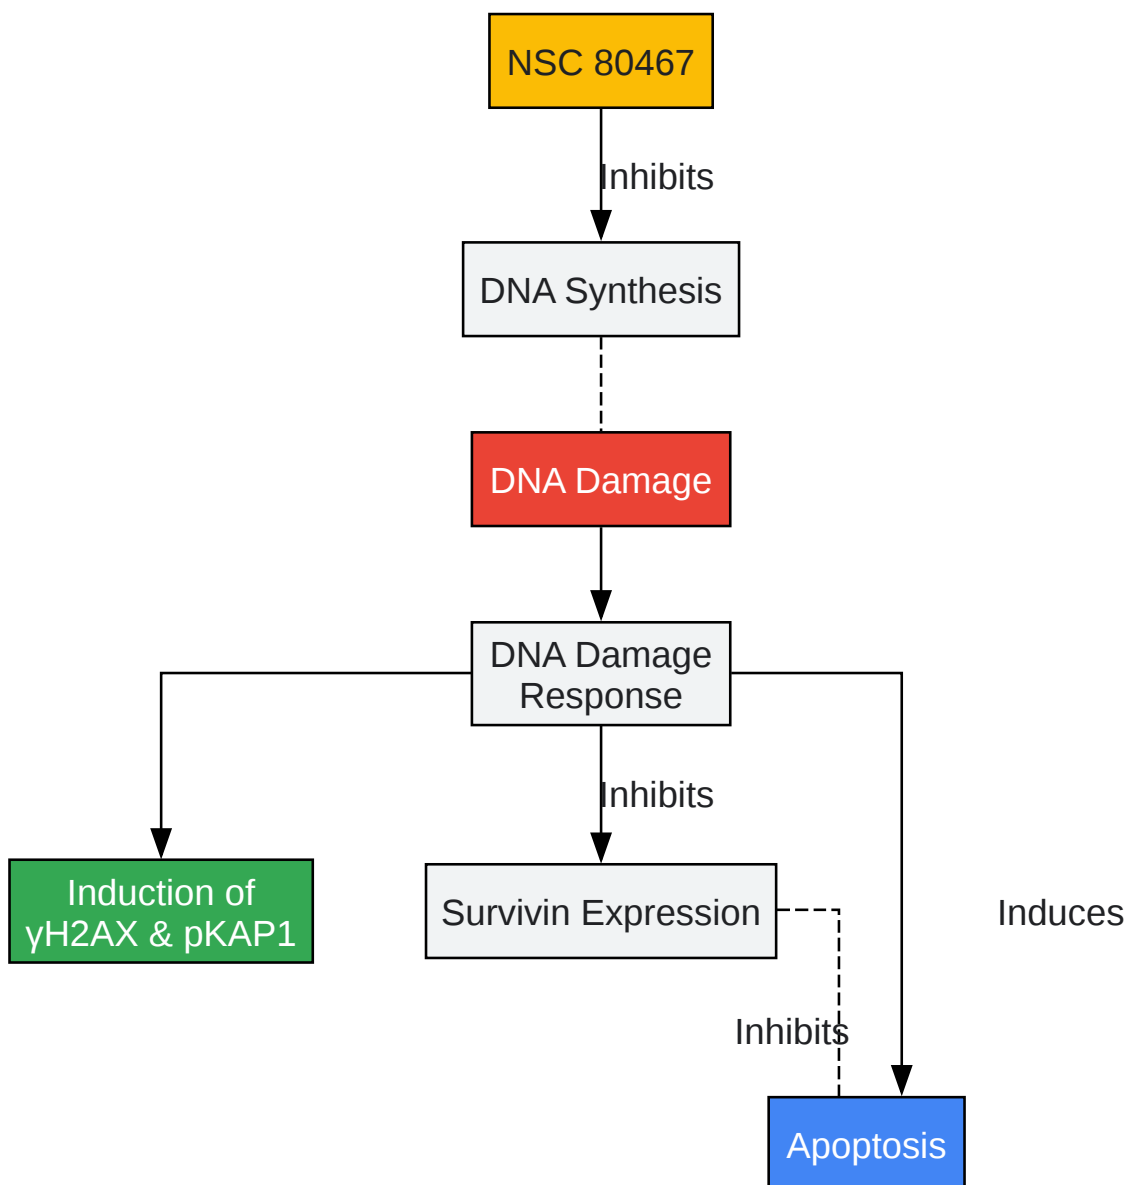 NSC 80467
Inhibits
DNA Synthesis
DNA Damage
DNA Damage
Response
Inhibits
Induction of
γH2AX & pKAP1
Survivin Expression
Induces
Inhibits
Apoptosis